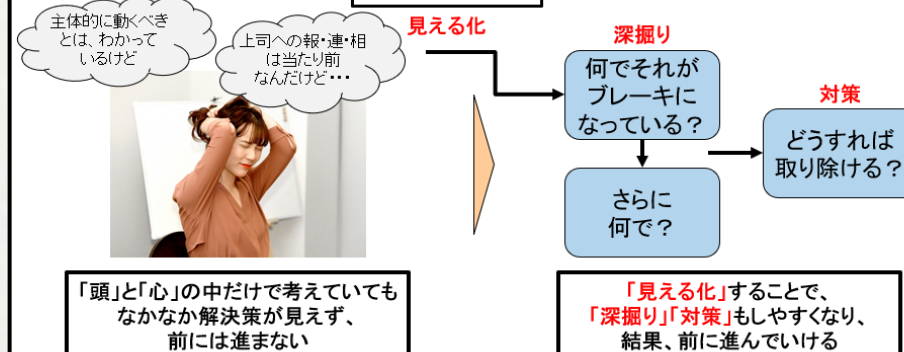 主体的に動くべき
とは、わかって
いるけど
上司への報・連・相
は当たり前
なんだけど・・・
見える化
深掘り
何でそれが
ブレーキに
なっている？
さらに
何で？
対策
どうすれば
取り除ける？
「頭」と「心」の中だけで考えていても
なかなか解決策が見えず、
前には進まない
「見える化」することで、
「深掘り」「対策」もしやすくなり、
結果、前に進んでいける